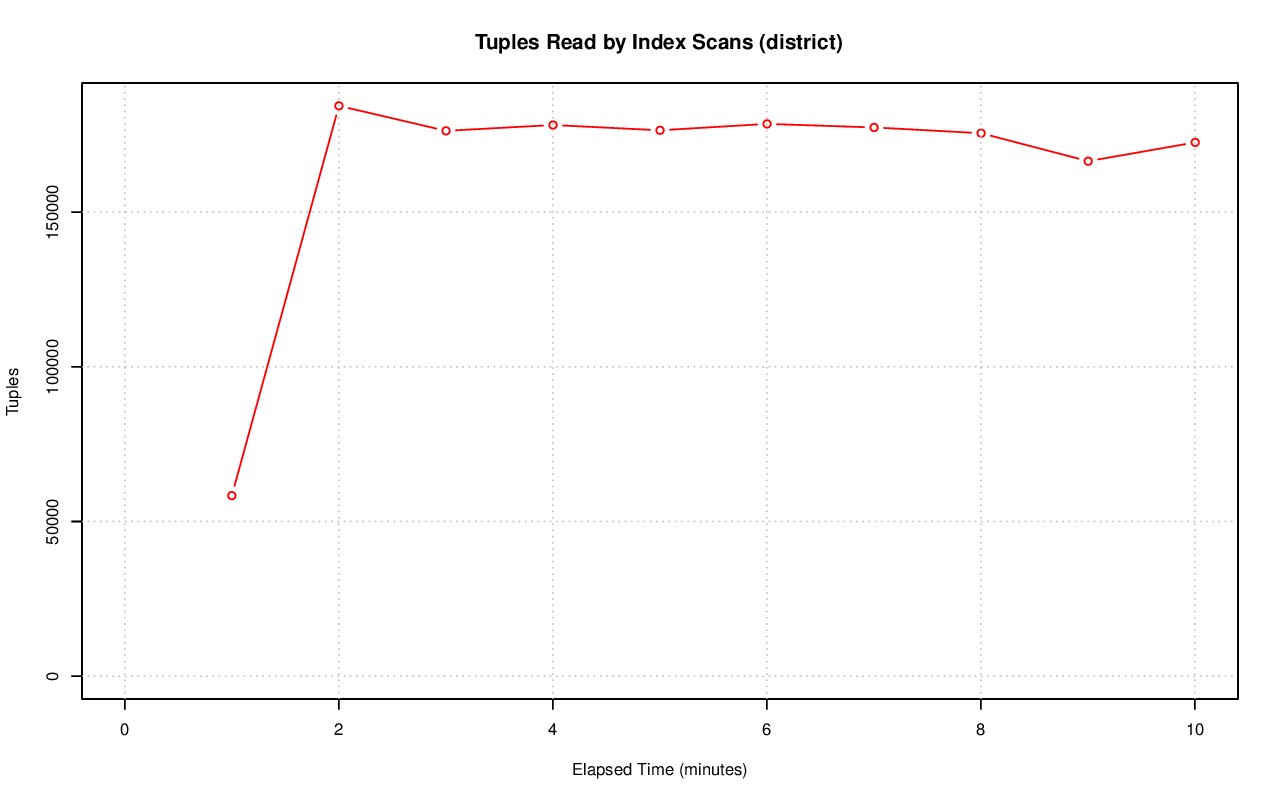 Tuples Read by Index Scans (district)
150000
100000
50000
0
Tuples
0 2 4 6 8 10
Elapsed Time (minutes)